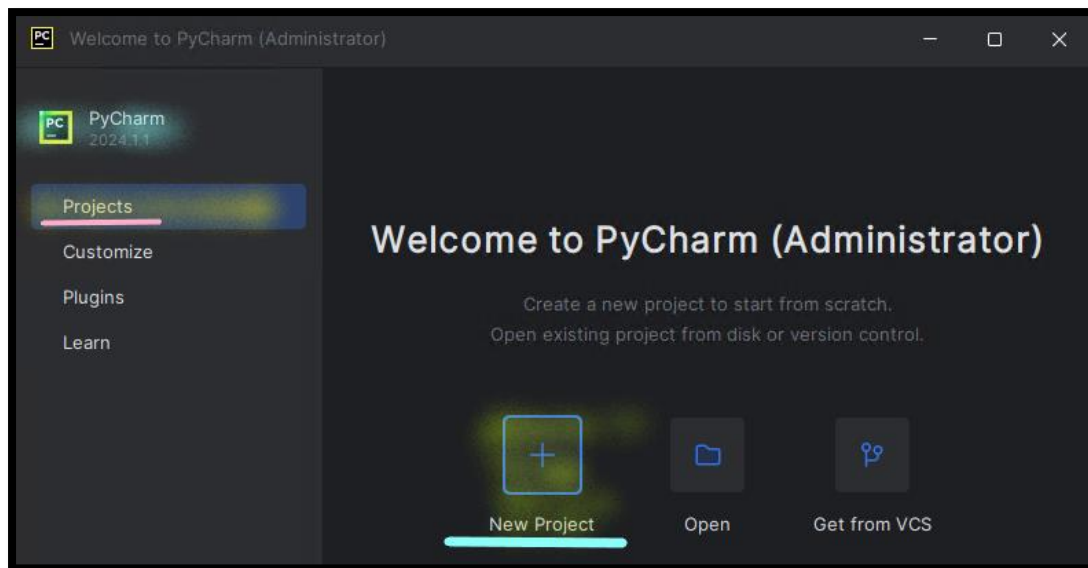 PC Welcome to PyCharm (Administrator)
PC PyCharm
2024.1.1
Projects
Customize
Plugins
Learn
Welcome to PyCharm (Administrator)
Create a new project to start from scratch.
Open existing project from disk or version control.
New Project
Open
Get from VCS